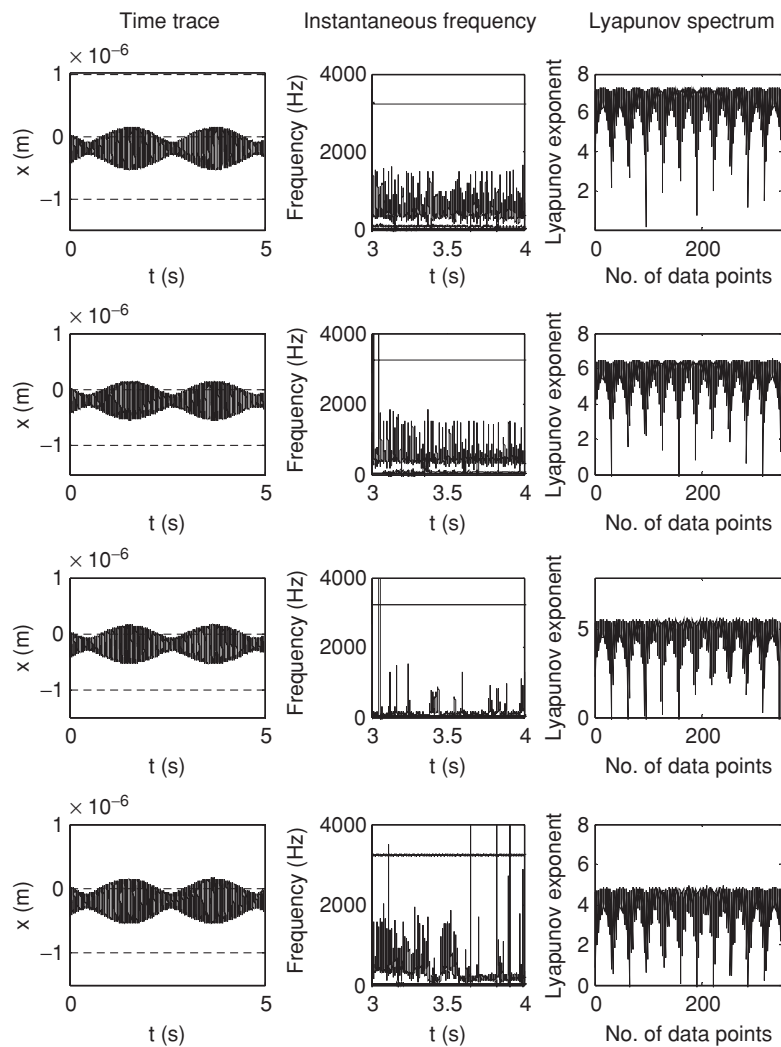 Time trace
Instantaneous frequency
Lyapunov spectrum
× 10⁻⁶
1
0
−1
x (m)
0
5
t (s)
4000
2000
0
Frequency (Hz)
3
3.5
4
t (s)
8
6
4
2
Lyapunov exponent
0
200
No. of data points
× 10⁻⁶
1
0
−1
x (m)
0
5
t (s)
4000
2000
0
Frequency (Hz)
3
3.5
4
t (s)
8
6
4
2
0
Lyapunov exponent
0
200
No. of data points
× 10⁻⁶
1
0
−1
x (m)
0
5
t (s)
4000
2000
0
Frequency (Hz)
3
3.5
4
t (s)
5
0
Lyapunov exponent
0
200
No. of data points
× 10⁻⁶
1
0
−1
x (m)
0
5
t (s)
4000
2000
0
Frequency (Hz)
3
3.5
4
t (s)
8
6
4
2
0
Lyapunov exponent
0
200
No. of data points